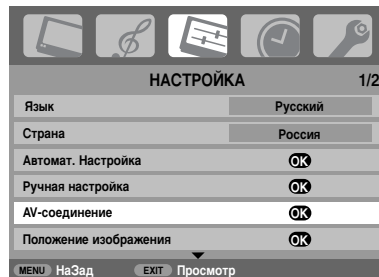 НАСТРОЙКА 1/2
Язык Русский
Страна Россия
Автомат. Настройка OK
Ручная настройка OK
AV-соединение OK
Положение изображения OK
MENU НаЗад EXIT Просмотр